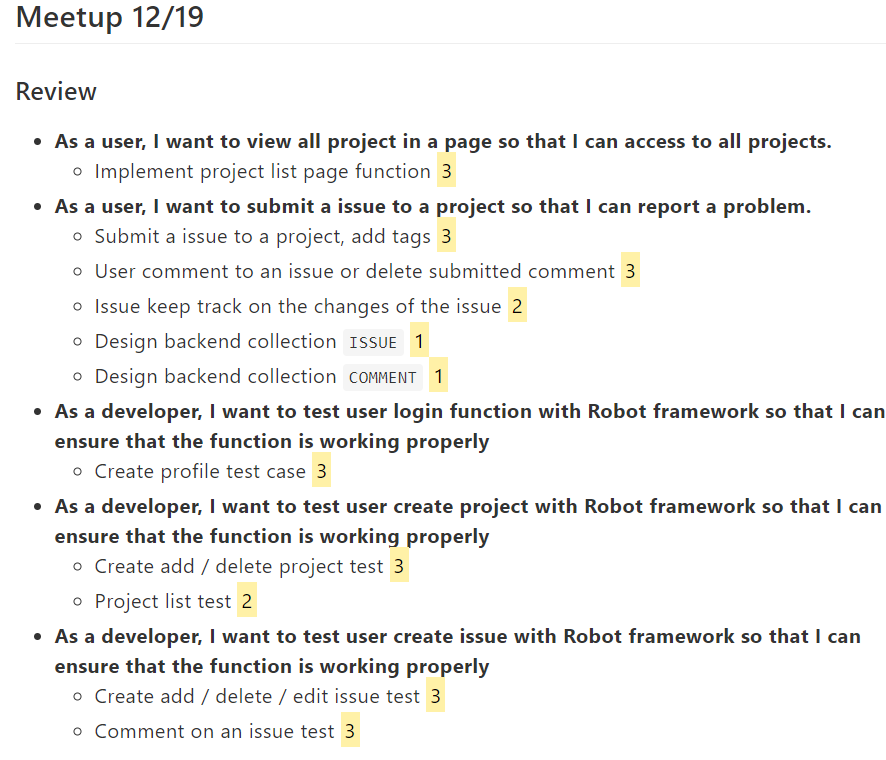 Meetup 12/19
Review
As a user, I want to view all project in a page so that I can access to all projects.
Implement project list page function 3
As a user, I want to submit a issue to a project so that I can report a problem.
Submit a issue to a project, add tags 3
User comment to an issue or delete submitted comment 3
Issue keep track on the changes of the issue 2
Design backend collection ISSUE 1
Design backend collection COMMENT 1
As a developer, I want to test user login function with Robot framework so that I can
ensure that the function is working properly
Create profile test case 3
As a developer, I want to test user create project with Robot framework so that I can
ensure that the function is working properly
Create add / delete project test 3
Project list test 2
As a developer, I want to test user create issue with Robot framework so that I can
ensure that the function is working properly
Create add / delete / edit issue test 3
Comment on an issue test 3